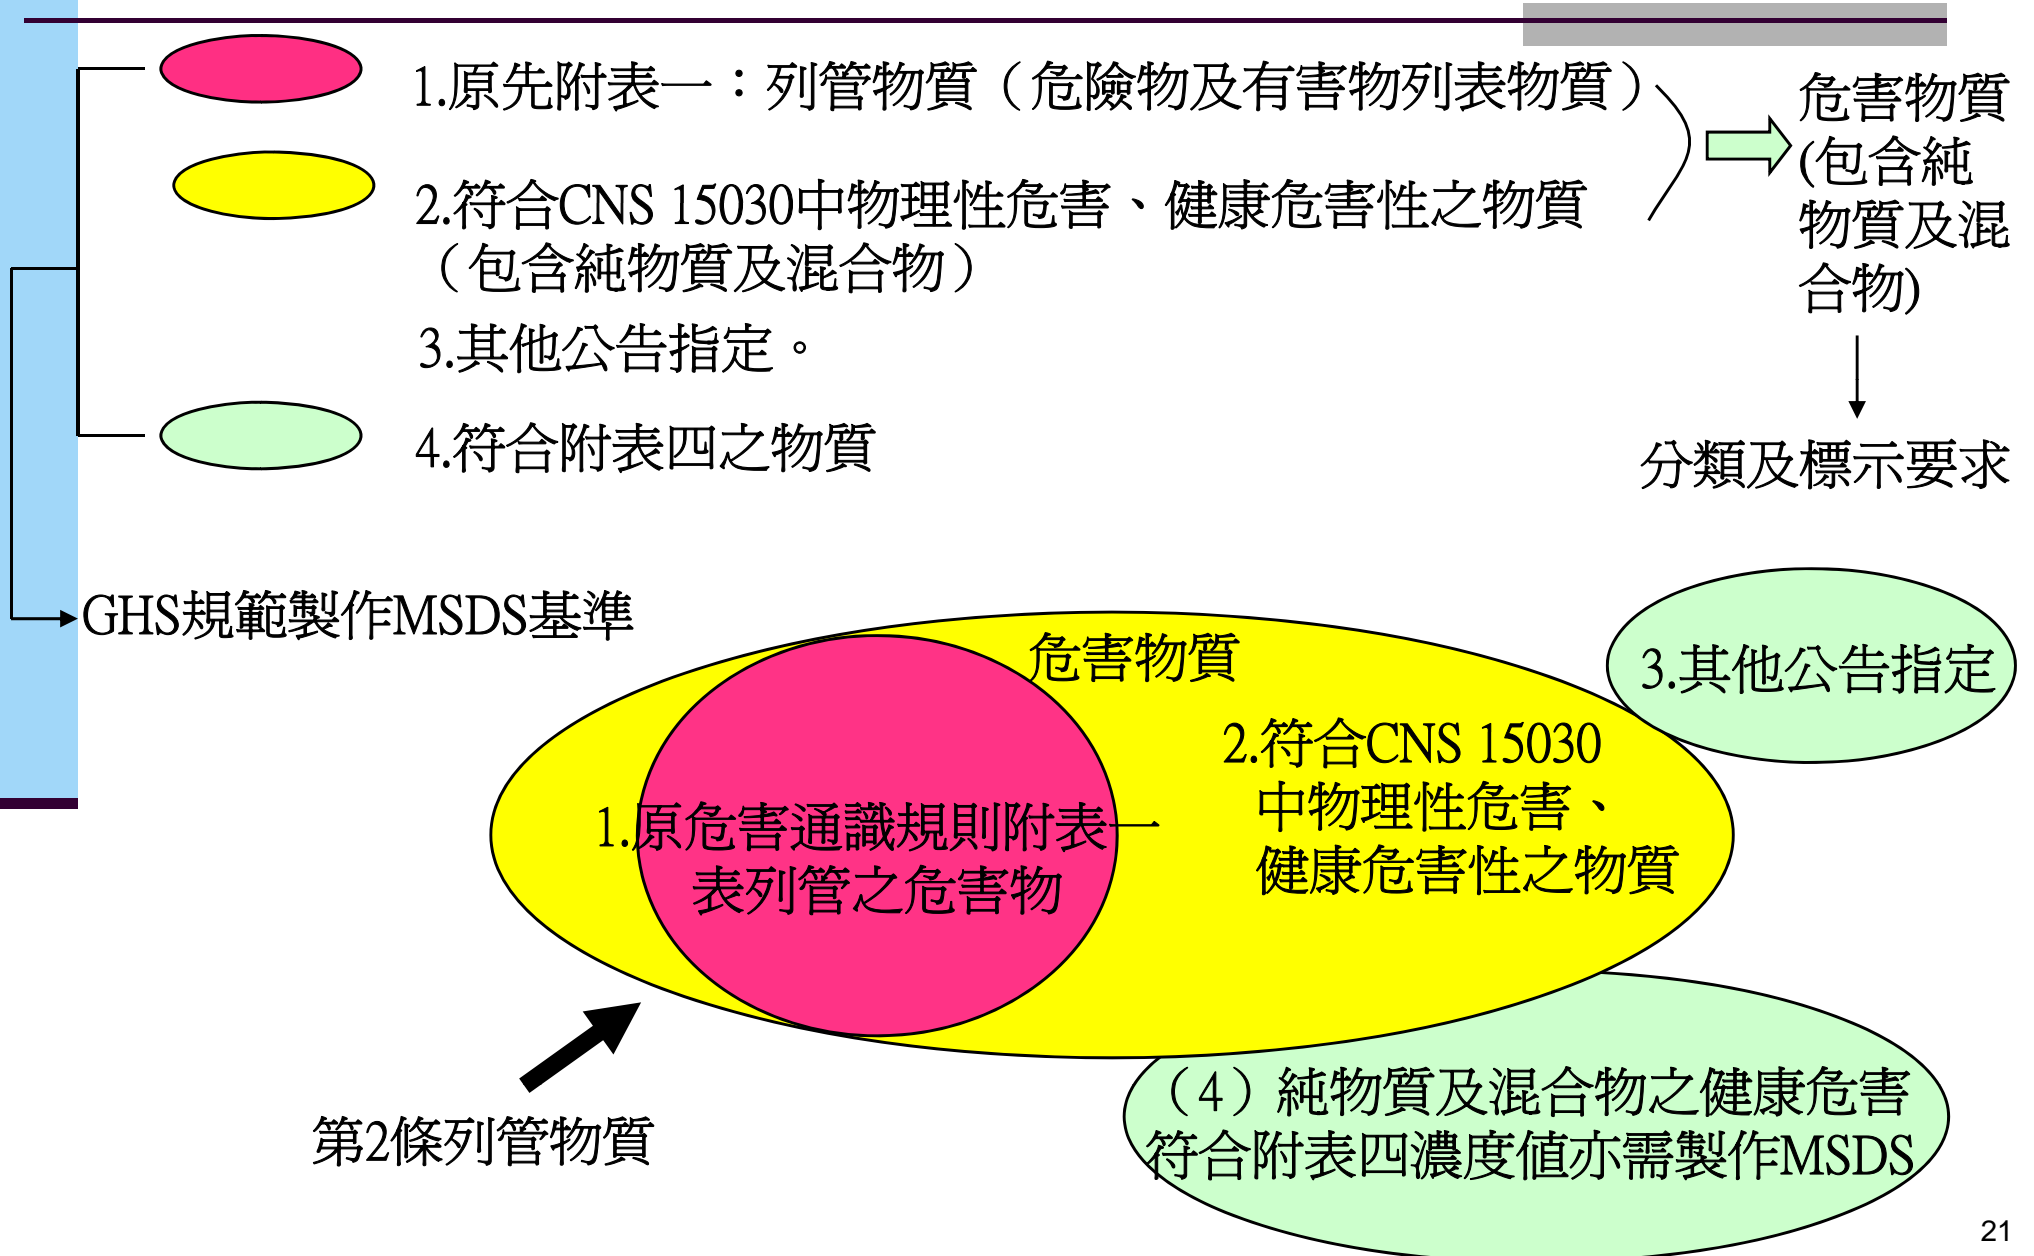 1.原先附表一：列管物質（危險物及有害物列表物質）
2.符合CNS 15030中物理性危害、健康危害性之物質
（包含純物質及混合物）
3.其他公告指定。
4.符合附表四之物質
危害物質
(包含純
物質及混
合物)
分類及標示要求
GHS規範製作MSDS基準
危害物質
3.其他公告指定
2.符合CNS 15030
中物理性危害、
健康危害性之物質
1.原危害通識規則附表一
表列管之危害物
第2條列管物質
（4）純物質及混合物之健康危害
符合附表四濃度值亦需製作MSDS
21